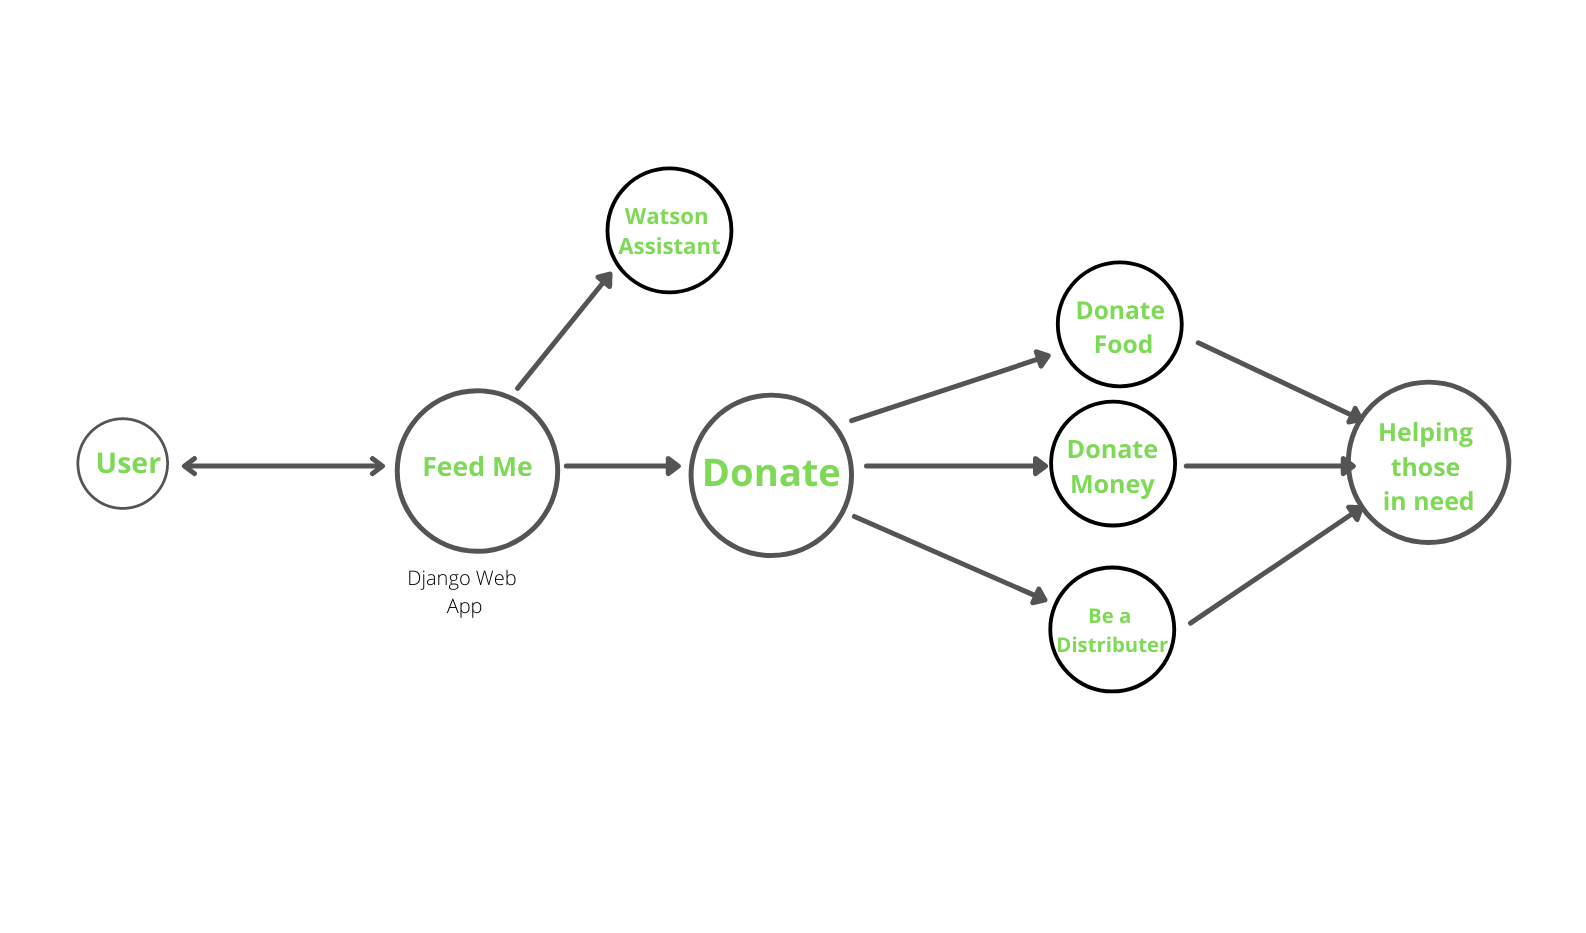 User
Feed Me
Django Web
App
Watson
Assistant
Donate
Donate
Food
Donate
Money
Be a
Distributer
Helping
those
in need